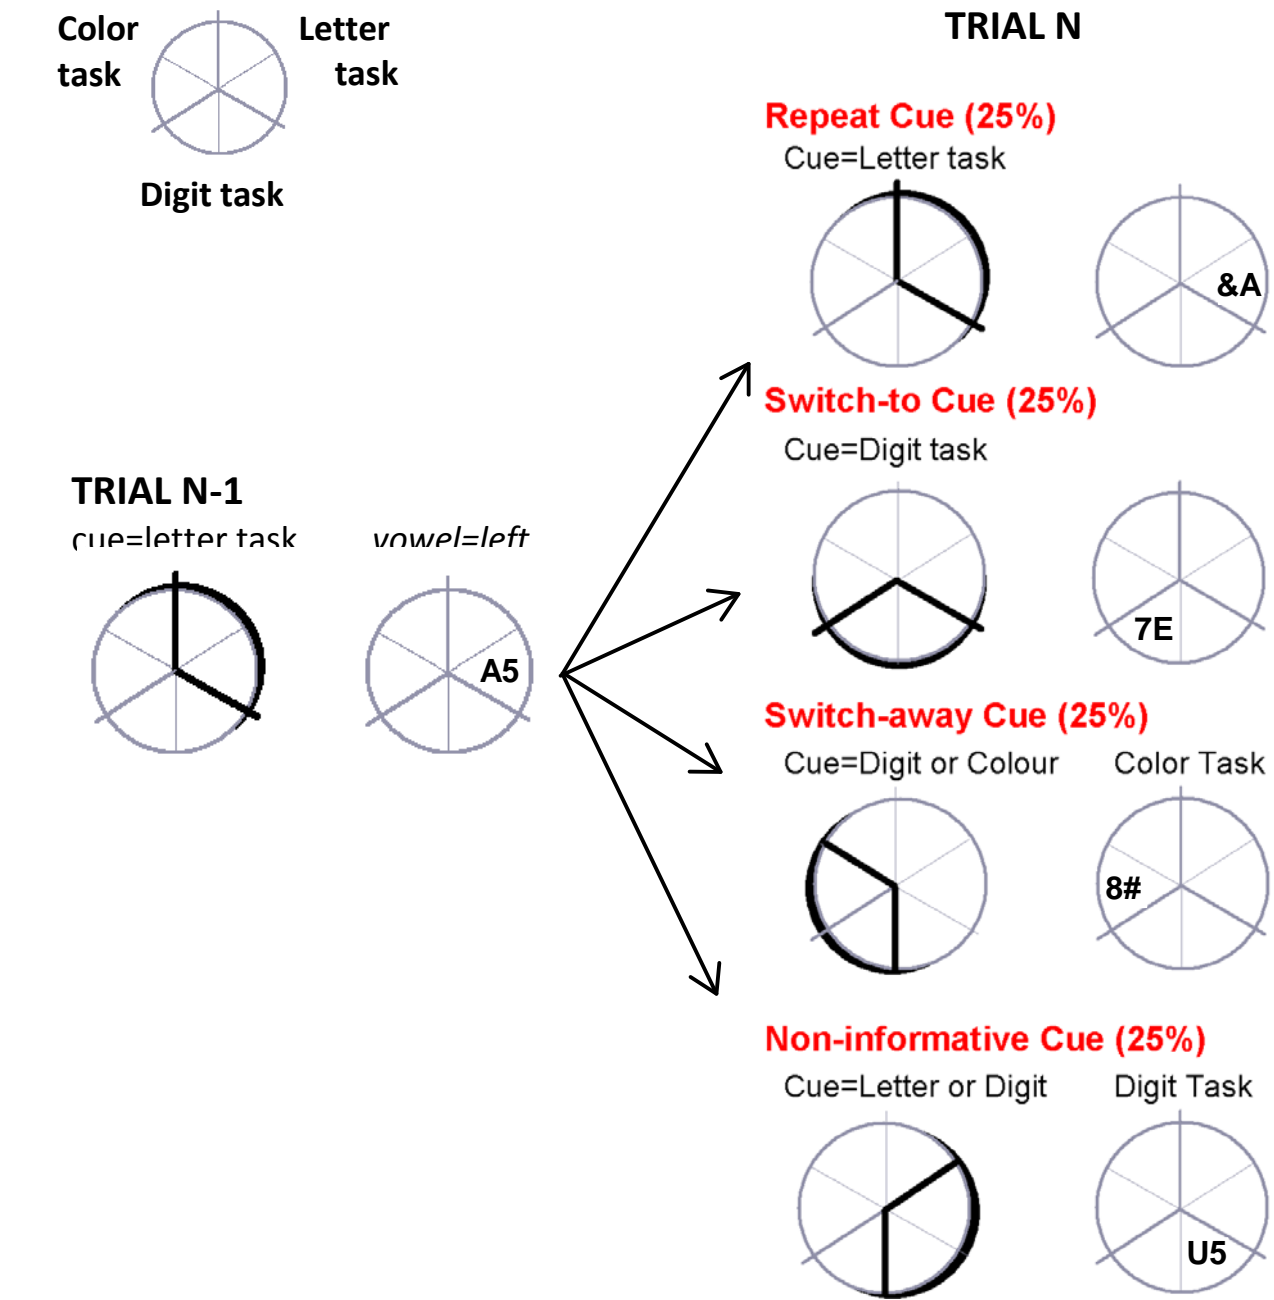 Color
task
Letter
task
Digit task
TRIAL N
Repeat Cue (25%)
Cue=Letter task
&A
Switch-to Cue (25%)
Cue=Digit task
7E
TRIAL N-1
cue=letter task
vowel=left
A5
Switch-away Cue (25%)
Cue=Digit or Colour
Color Task
8#
Non-informative Cue (25%)
Cue=Letter or Digit
Digit Task
U5